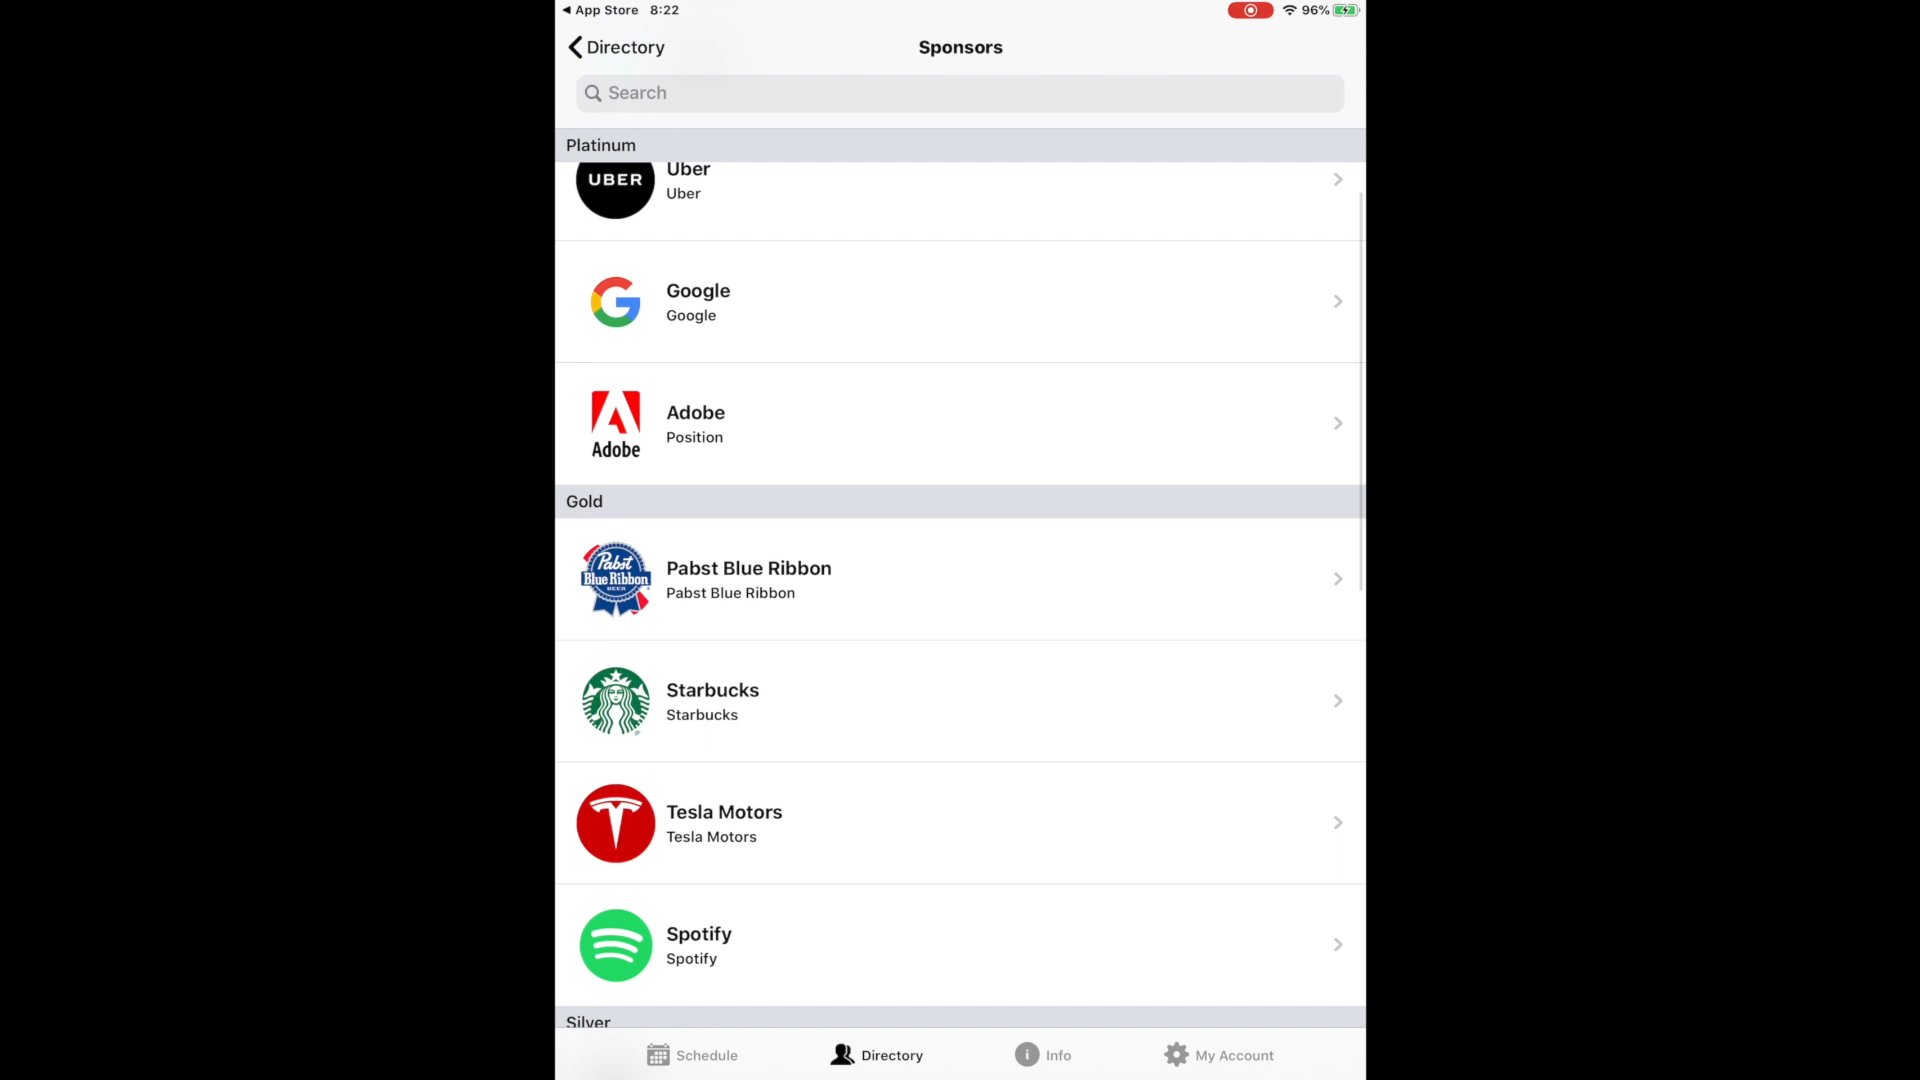 App Store 8:22 96%
Directory Sponsors
Search
Platinum
UBER
Uber
Uber
Google
Google
Adobe
Adobe
Position
Gold
Pabst
Blue Ribbon
BEER
Pabst Blue Ribbon
Pabst Blue Ribbon
Starbucks
Starbucks
Tesla Motors
Tesla Motors
Spotify
Spotify
Silver
Schedule Directory Info My Account